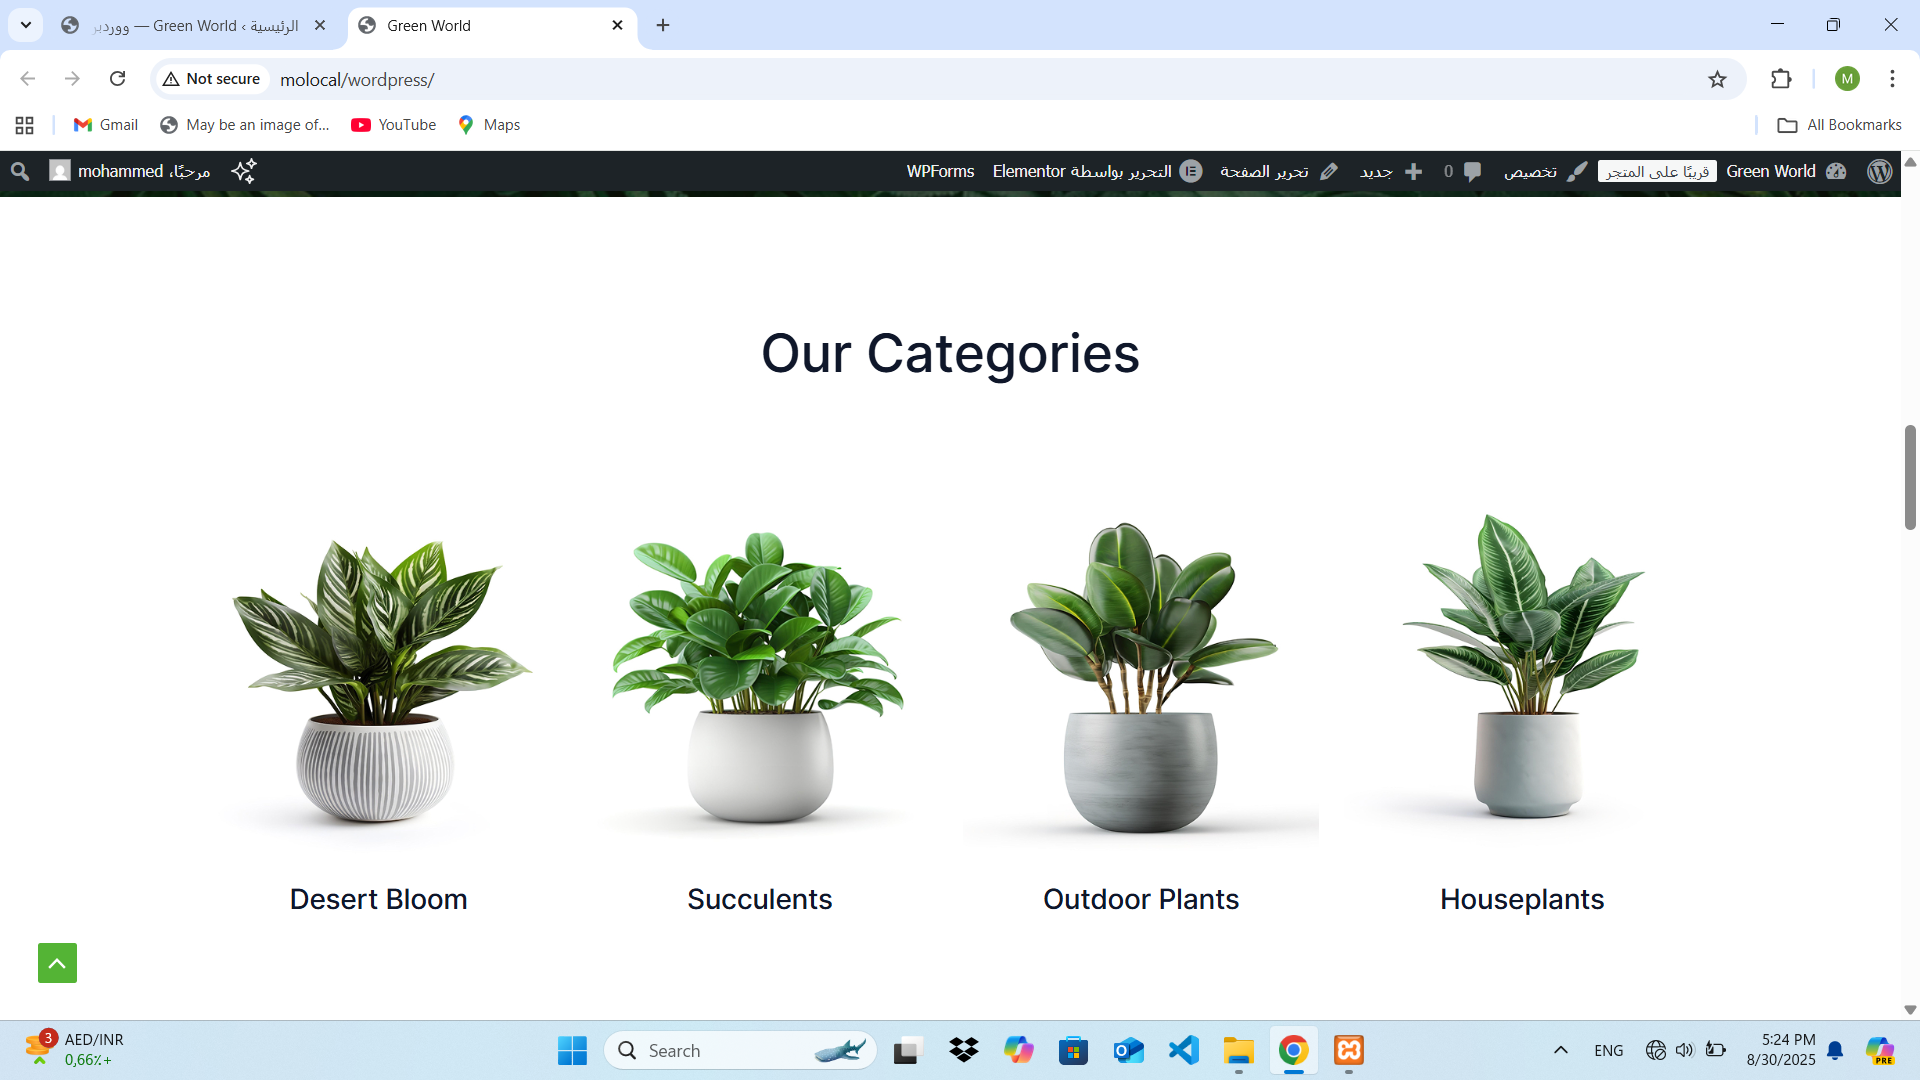 ووردبر — Green World ‹ الرئيسية
Green World
Not secure
molocal/wordpress/
M
Gmail
May be an image of...
YouTube
Maps
All Bookmarks
Green World
قريبًا على المتجر
تخصيص
0
جديد
تحرير الصفحة
التحرير بواسطة Elementor
WPForms
مرحبًا، mohammed
Our Categories
Desert Bloom
Succulents
Outdoor Plants
Houseplants
3
AED/INR
0,66٪+
Search
ENG
5:24 PM
8/30/2025
PRE